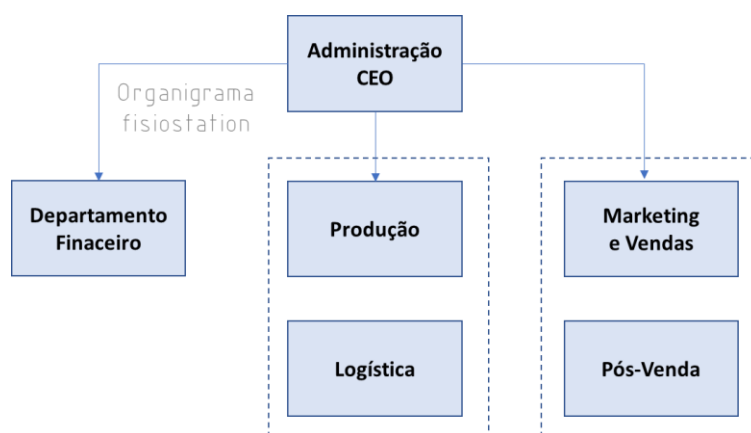 Administração
CEO
Organigrama
fisiostation
Departamento
Finaceiro
Produção
Marketing
e Vendas
Logística
Pós-Venda